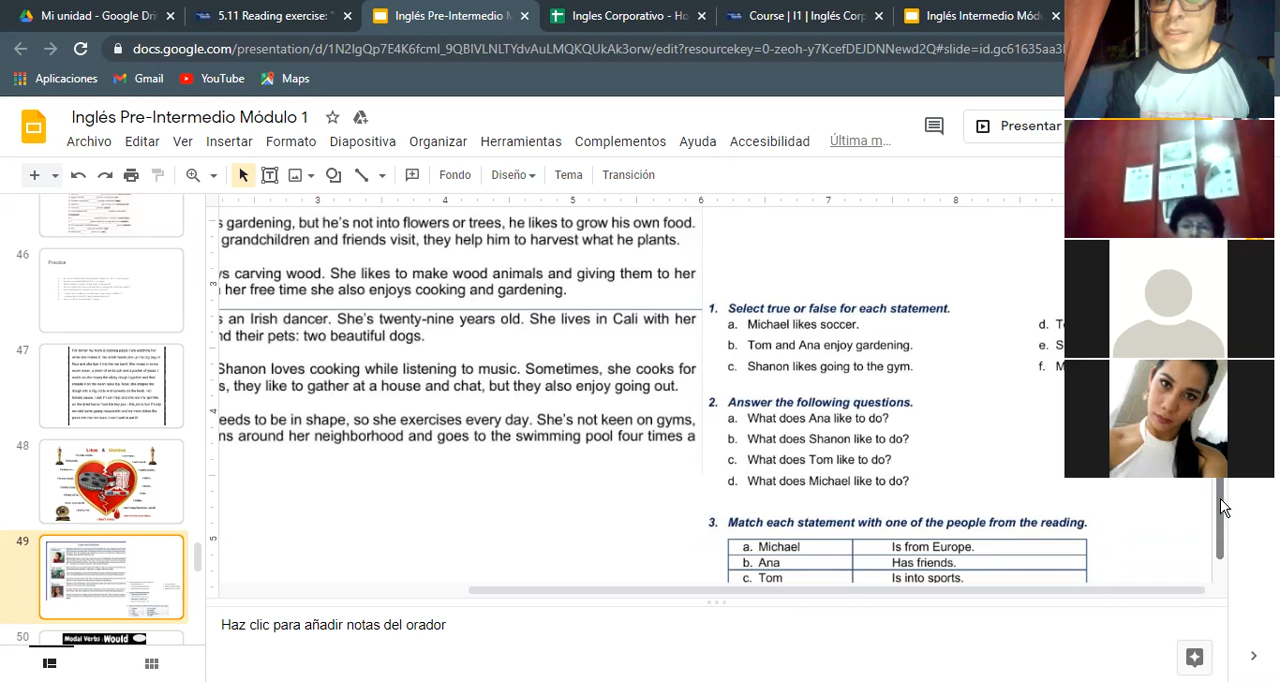 Mi unidad - Google Dri
5.11 Reading exercise: "
Inglés Pre-Intermedio M
Ingles Corporativo - Ho
Course | I1 | Inglés Corp
Inglés Intermedio Módu
docs.google.com/presentation/d/1N2IgQp7E4K6fcmI_9QBIVLNLTYdvAuLMQKQUkAk3orw/edit?resourcekey=0-zeoh-y7KcefDEJDNNewd2Q#slide=id.gc61635aa3
Aplicaciones Gmail YouTube Maps
Inglés Pre-Intermedio Módulo 1
Archivo Editar Ver Insertar Formato Diapositiva Organizar Herramientas Complementos Ayuda Accesibilidad Última m...
Presentar
Fondo Diseño Tema Transición
3 4 5 6 7 8
46
Practice
47
48
Likes & Dislikes
49
50
Modal Verbs Would
3
4
5
s gardening, but he's not into flowers or trees, he likes to grow his own food.
grandchildren and friends visit, they help him to harvest what he plants.
ys carving wood. She likes to make wood animals and giving them to her
her free time she also enjoys cooking and gardening.
s an Irish dancer. She's twenty-nine years old. She lives in Cali with her
nd their pets: two beautiful dogs.
Shanon loves cooking while listening to music. Sometimes, she cooks for
s, they like to gather at a house and chat, but they also enjoy going out.
eeds to be in shape, so she exercises every day. She's not keen on gyms,
ns around her neighborhood and goes to the swimming pool four times a
1. Select true or false for each statement.
a. Michael likes soccer.
b. Tom and Ana enjoy gardening.
c. Shanon likes going to the gym.
d. T
e. S
f. M
2. Answer the following questions.
a. What does Ana like to do?
b. What does Shanon like to do?
c. What does Tom like to do?
d. What does Michael like to do?
3. Match each statement with one of the people from the reading.
a. Michael Is from Europe.
b. Ana Has friends.
c. Tom Is into sports.
Haz clic para añadir notas del orador